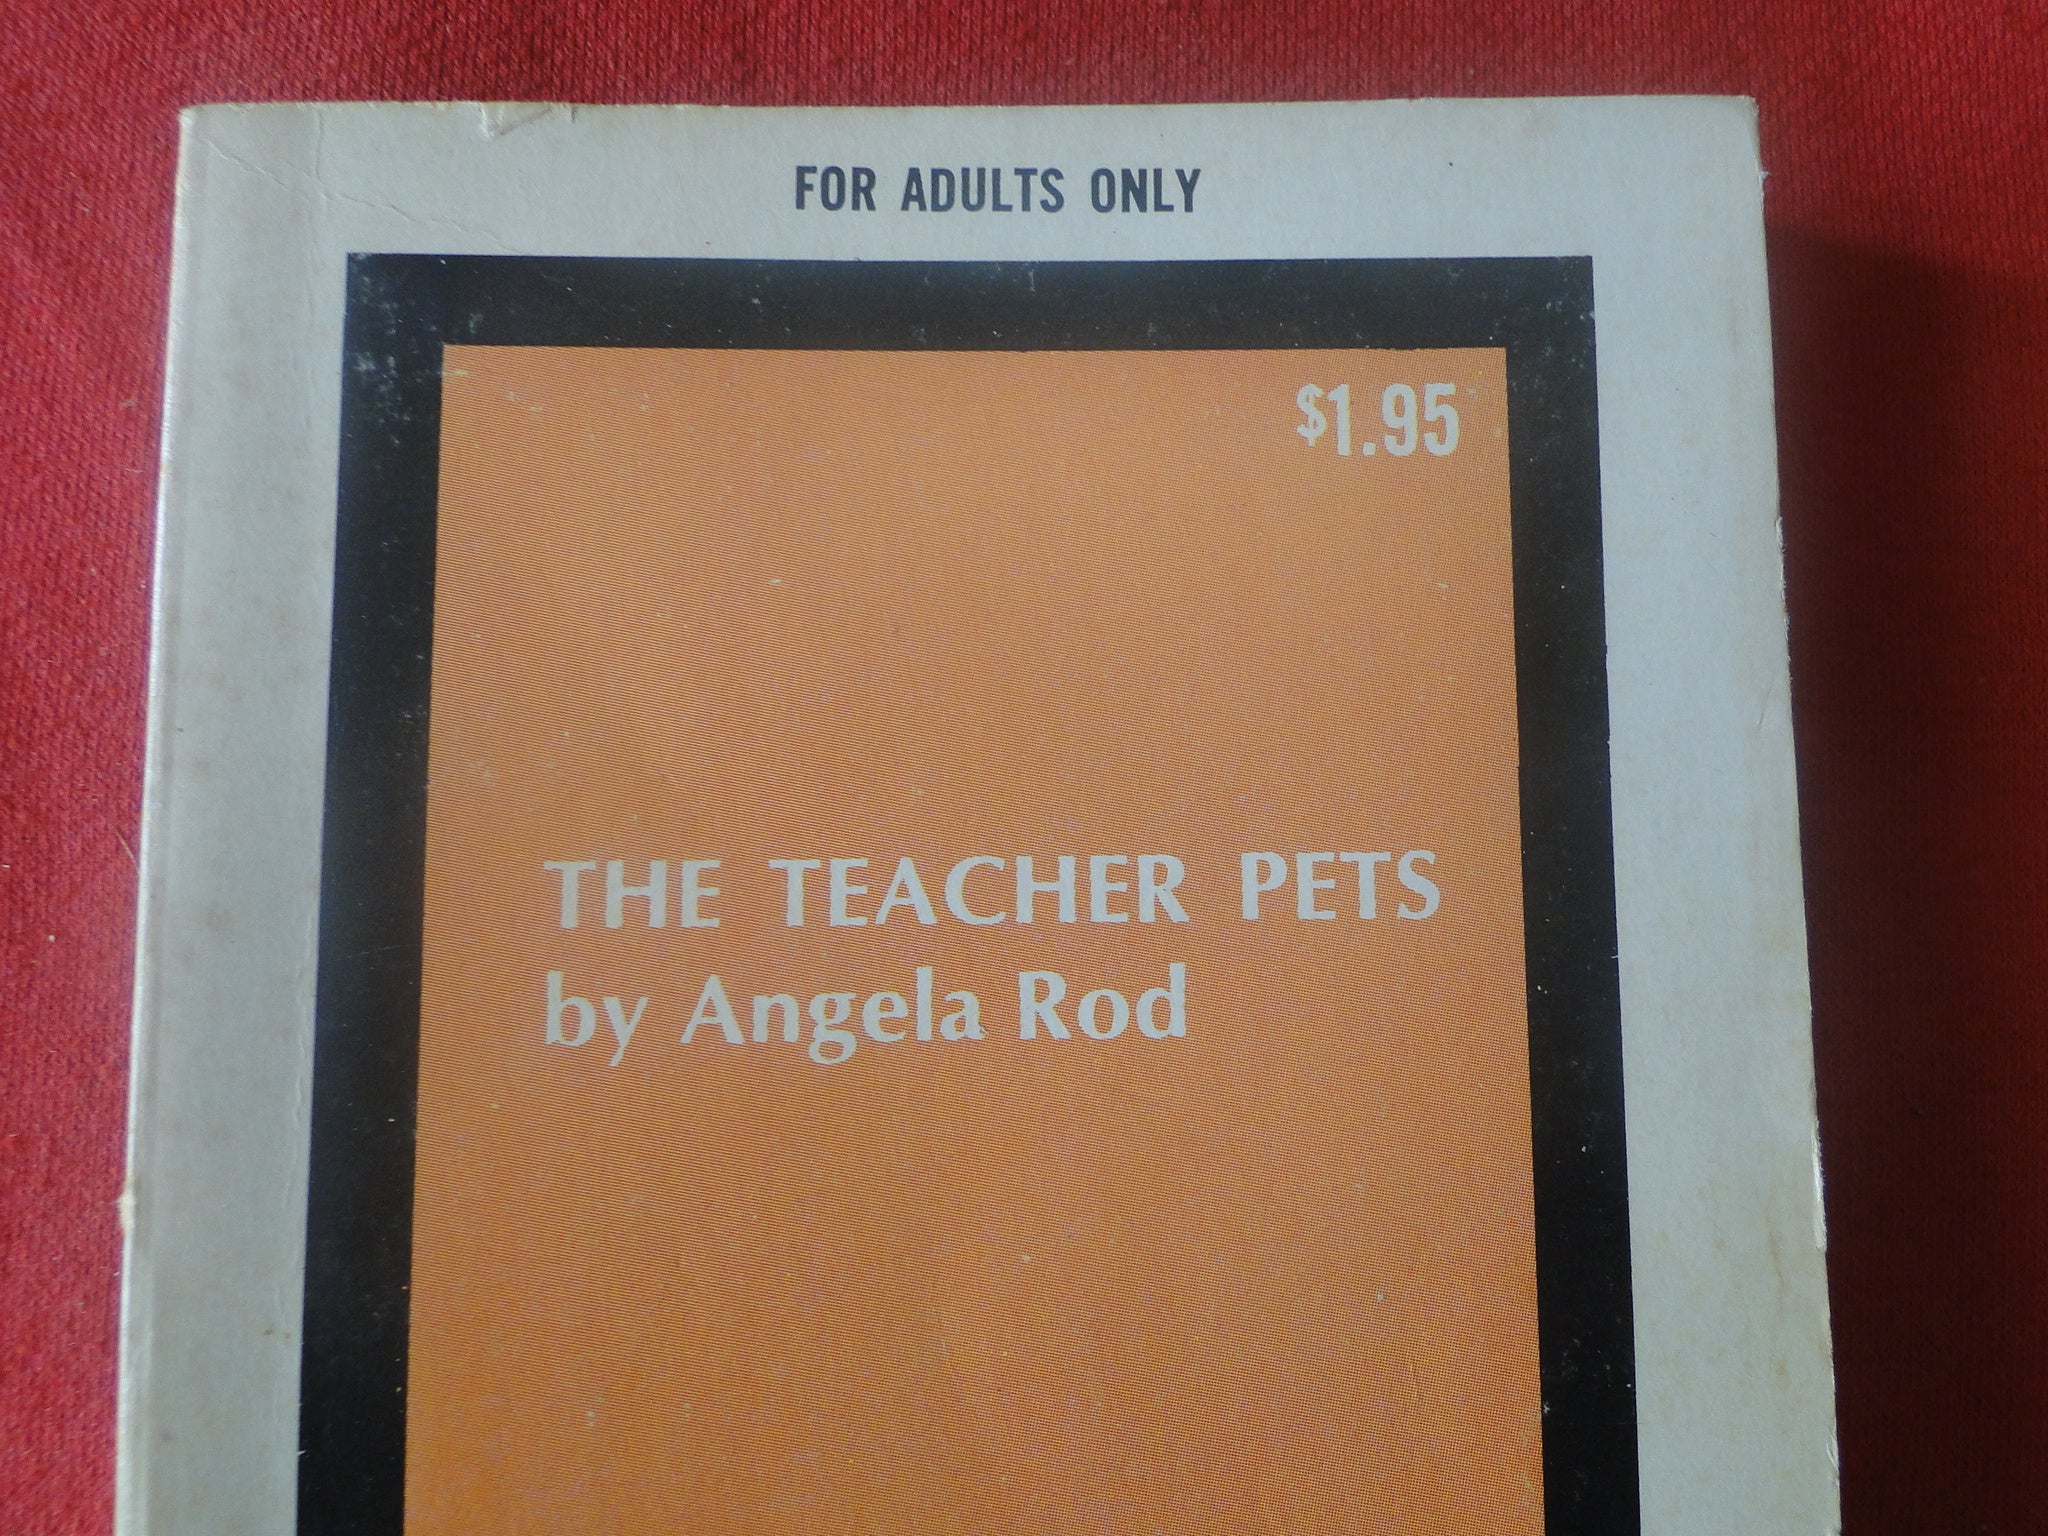 FOR ADULTS ONLY
$1.95
THE TEACHER PETS
by Angela Rod